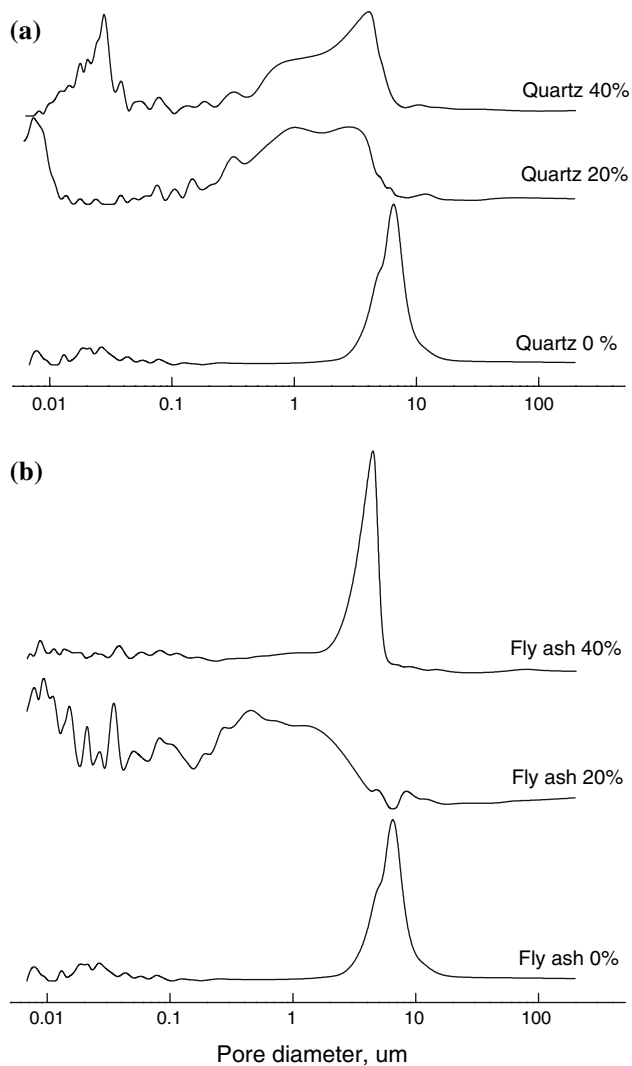 (a)
Quartz 40%
Quartz 20%
Quartz 0 %
0.01 0.1 1 10 100
(b)
Fly ash 40%
Fly ash 20%
Fly ash 0%
0.01 0.1 1 10 100
Pore diameter, um